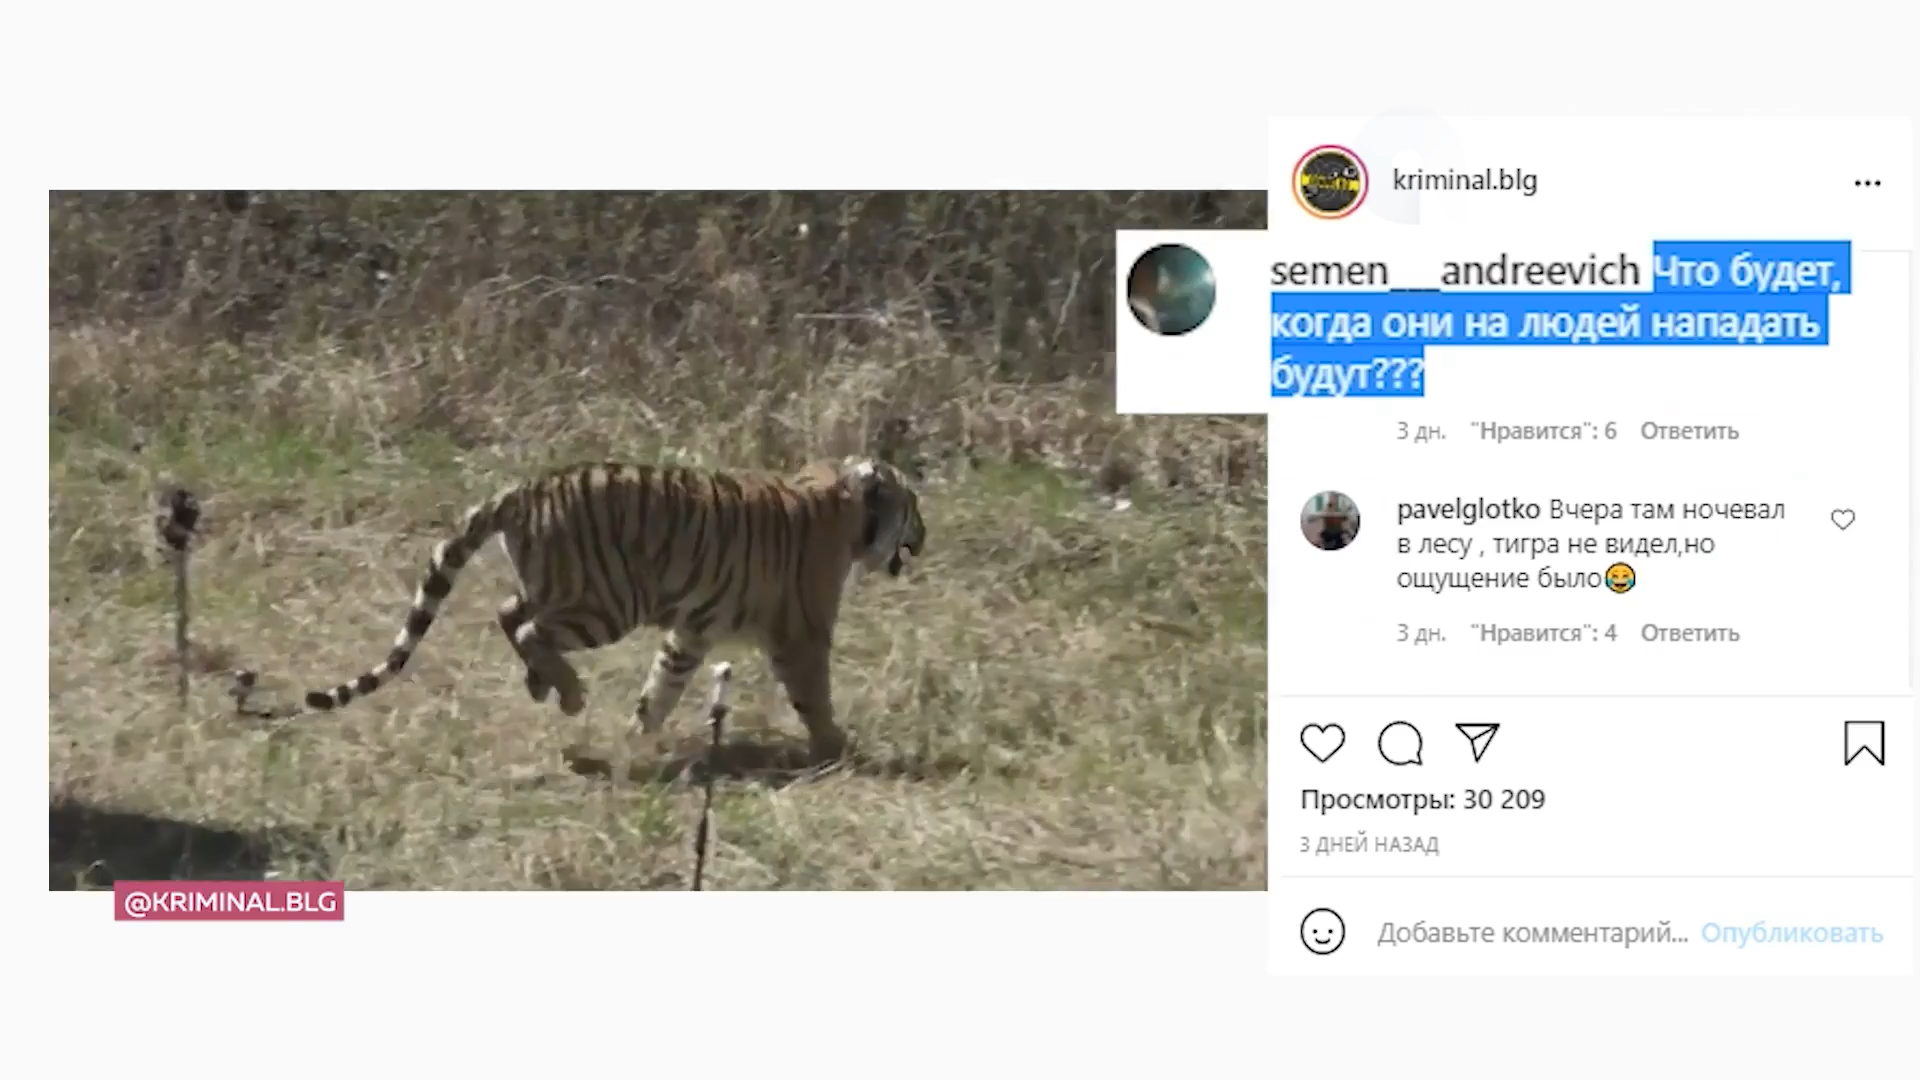 kriminal.blg
semen___andreevich Что будет,
когда они на людей нападать
будут???
3 дн. "Нравится": 6 Ответить
pavelglotko Вчера там ночевал
в лесу , тигра не видел,но
ощущение было😂
3 дн. "Нравится": 4 Ответить
Просмотры: 30 209
3 ДНЕЙ НАЗАД
Добавьте комментарий... Опубликовать
@KRIMINAL.BLG